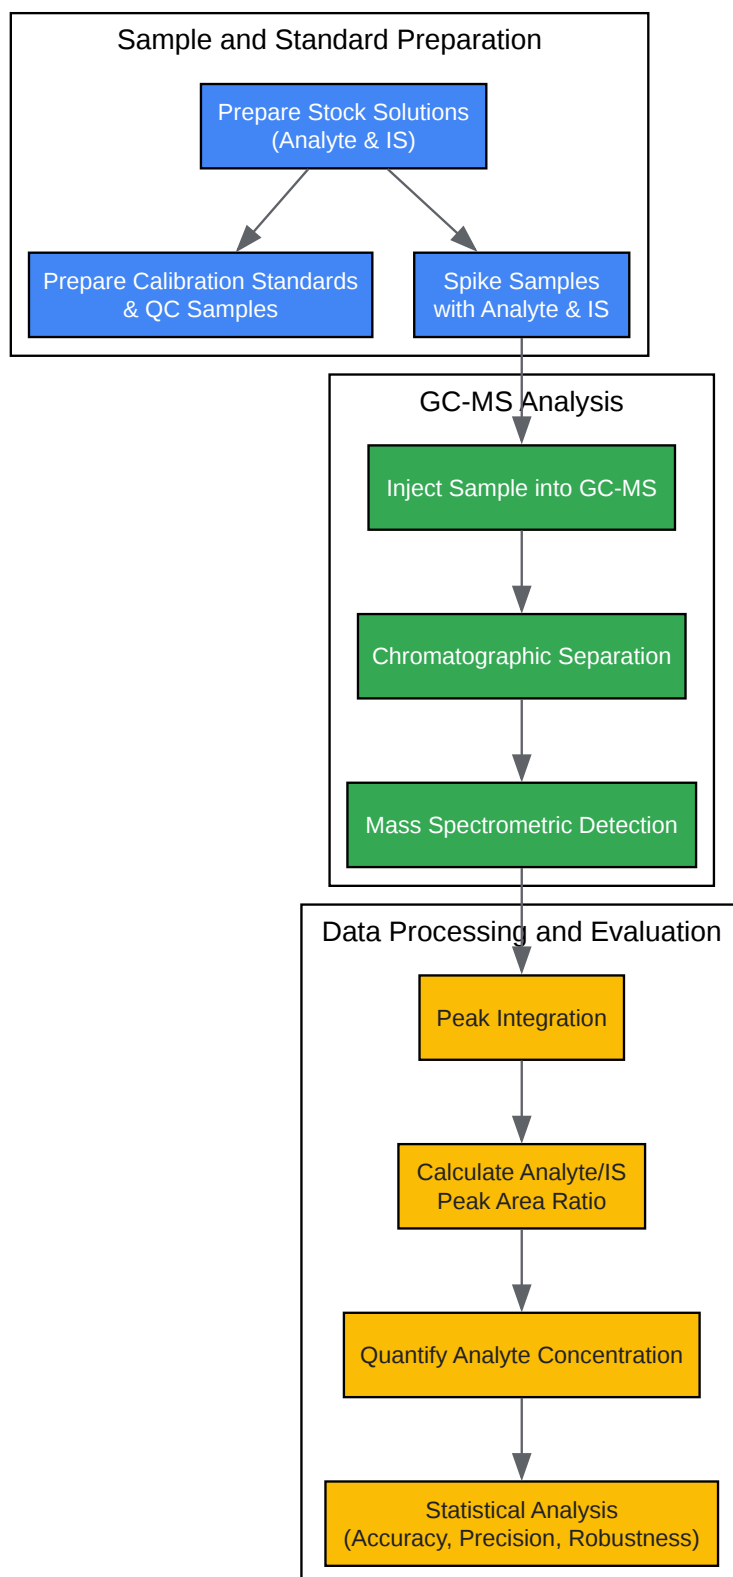 Sample and Standard Preparation
Prepare Stock Solutions
(Analyte & IS)
Prepare Calibration Standards
& QC Samples
Spike Samples
with Analyte & IS
GC-MS Analysis
Inject Sample into GC-MS
Chromatographic Separation
Mass Spectrometric Detection
Data Processing and Evaluation
Peak Integration
Calculate Analyte/IS
Peak Area Ratio
Quantify Analyte Concentration
Statistical Analysis
(Accuracy, Precision, Robustness)